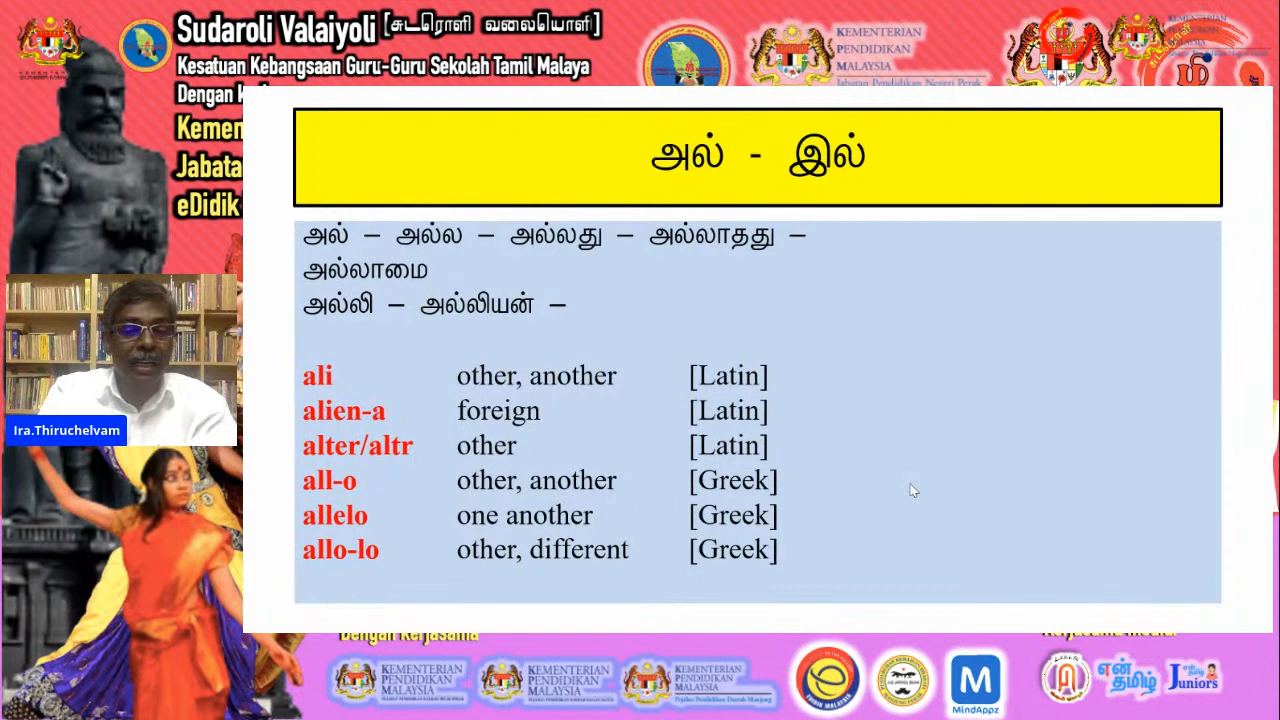 Sudaroli Valaiyoli [சுடரொளி வலையொளி]
Kesatuan Kebangsaan Guru-Guru Sekolah Tamil Malaya
Dengan
Jabata
eDidik
KEMENTERIAN
PENDIDIKAN
MALAYSIA
Jabatan Pendidikan Negeri Perak
அல் - இல்
அல் – அல்ல – அல்லது – அல்லாதது –
அல்லாமை
அல்லி – அல்லியன் –
ali other, another [Latin]
alien-a foreign [Latin]
alter/altr other [Latin]
all-o other, another [Greek]
allelo one another [Greek]
allo-lo other, different [Greek]
Ira.Thiruchelvam
Dengan Kerjasama
KEMENTERIAN
PENDIDIKAN
MALAYSIA
KEMENTERIAN
PENDIDIKAN
MALAYSIA
KEMENTERIAN
PENDIDIKAN
MALAYSIA
M
MindAppz
என்
தமிழ்
Juniors